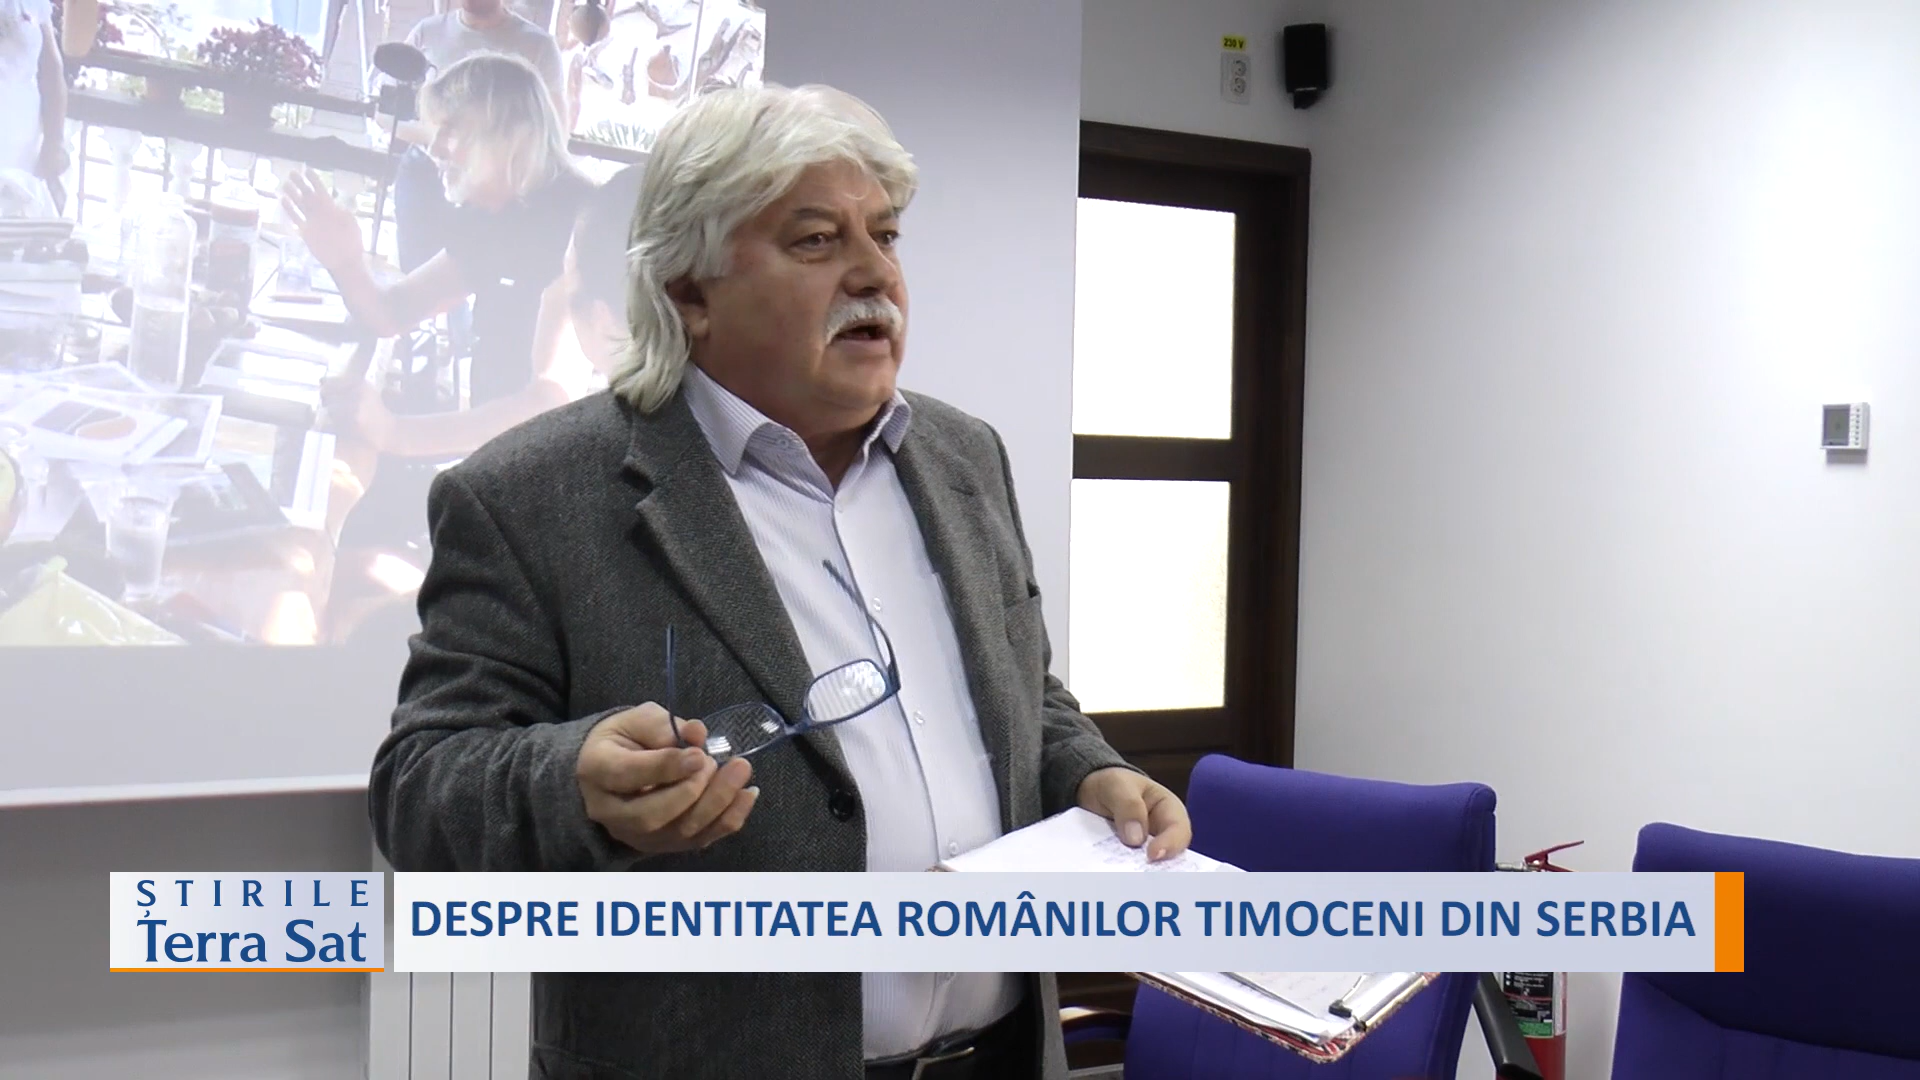 230 V
ȘTIRILE
Terra Sat
DESPRE IDENTITATEA ROMÂNILOR TIMOCENI DIN SERBIA